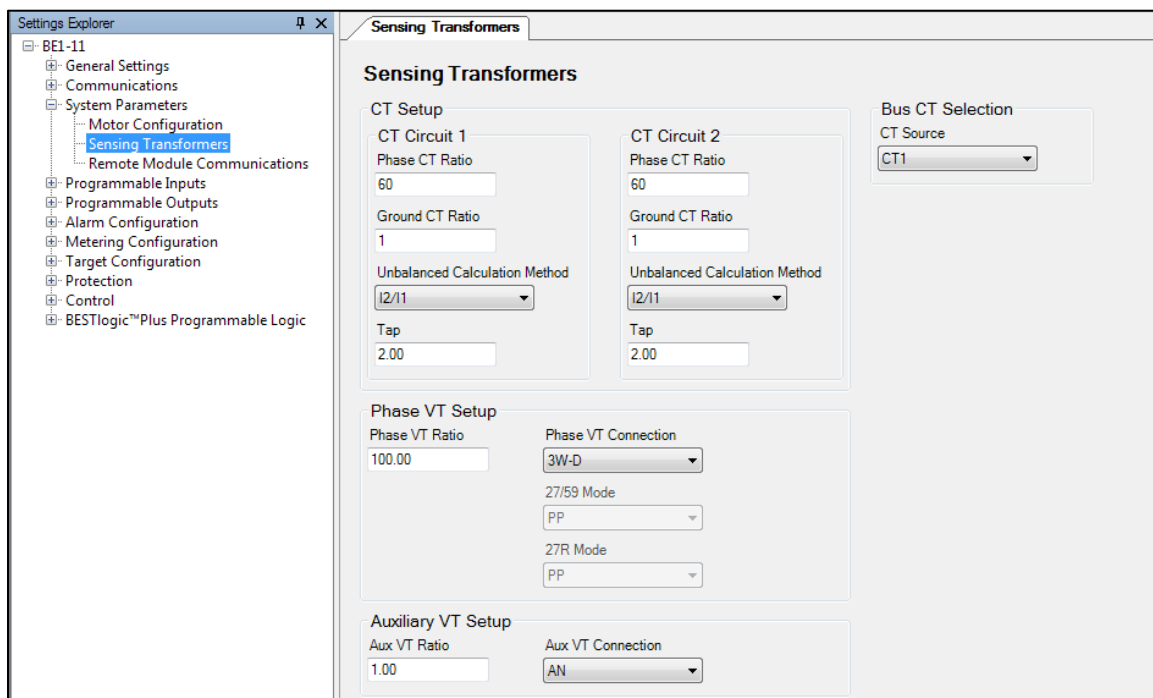 Settings Explorer
BE1-11
General Settings
Communications
System Parameters
Motor Configuration
Sensing Transformers
Remote Module Communications
Programmable Inputs
Programmable Outputs
Alarm Configuration
Metering Configuration
Target Configuration
Protection
Control
BESTlogic™Plus Programmable Logic
Sensing Transformers
Sensing Transformers
CT Setup
CT Circuit 1
Phase CT Ratio
60
Ground CT Ratio
1
Unbalanced Calculation Method
I2/I1
Tap
2.00
CT Circuit 2
Phase CT Ratio
60
Ground CT Ratio
1
Unbalanced Calculation Method
I2/I1
Tap
2.00
Bus CT Selection
CT Source
CT1
Phase VT Setup
Phase VT Ratio
100.00
Phase VT Connection
3W-D
27/59 Mode
PP
27R Mode
PP
Auxiliary VT Setup
Aux VT Ratio
1.00
Aux VT Connection
AN